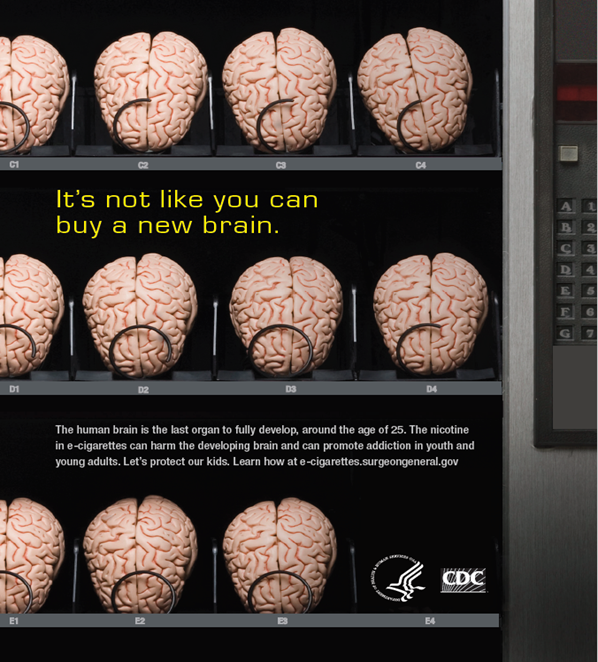 C1 C2 C3 C4
It's not like you can
buy a new brain.
D1 D2 D3 D4
The human brain is the last organ to fully develop, around the age of 25. The nicotine
in e-cigarettes can harm the developing brain and can promote addiction in youth and
young adults. Let's protect our kids. Learn how at e-cigarettes.surgeongeneral.gov
CDC
E1 E2 E3 E4
A 1
B 2
C 3
D 4
E 5
F 6
G 7